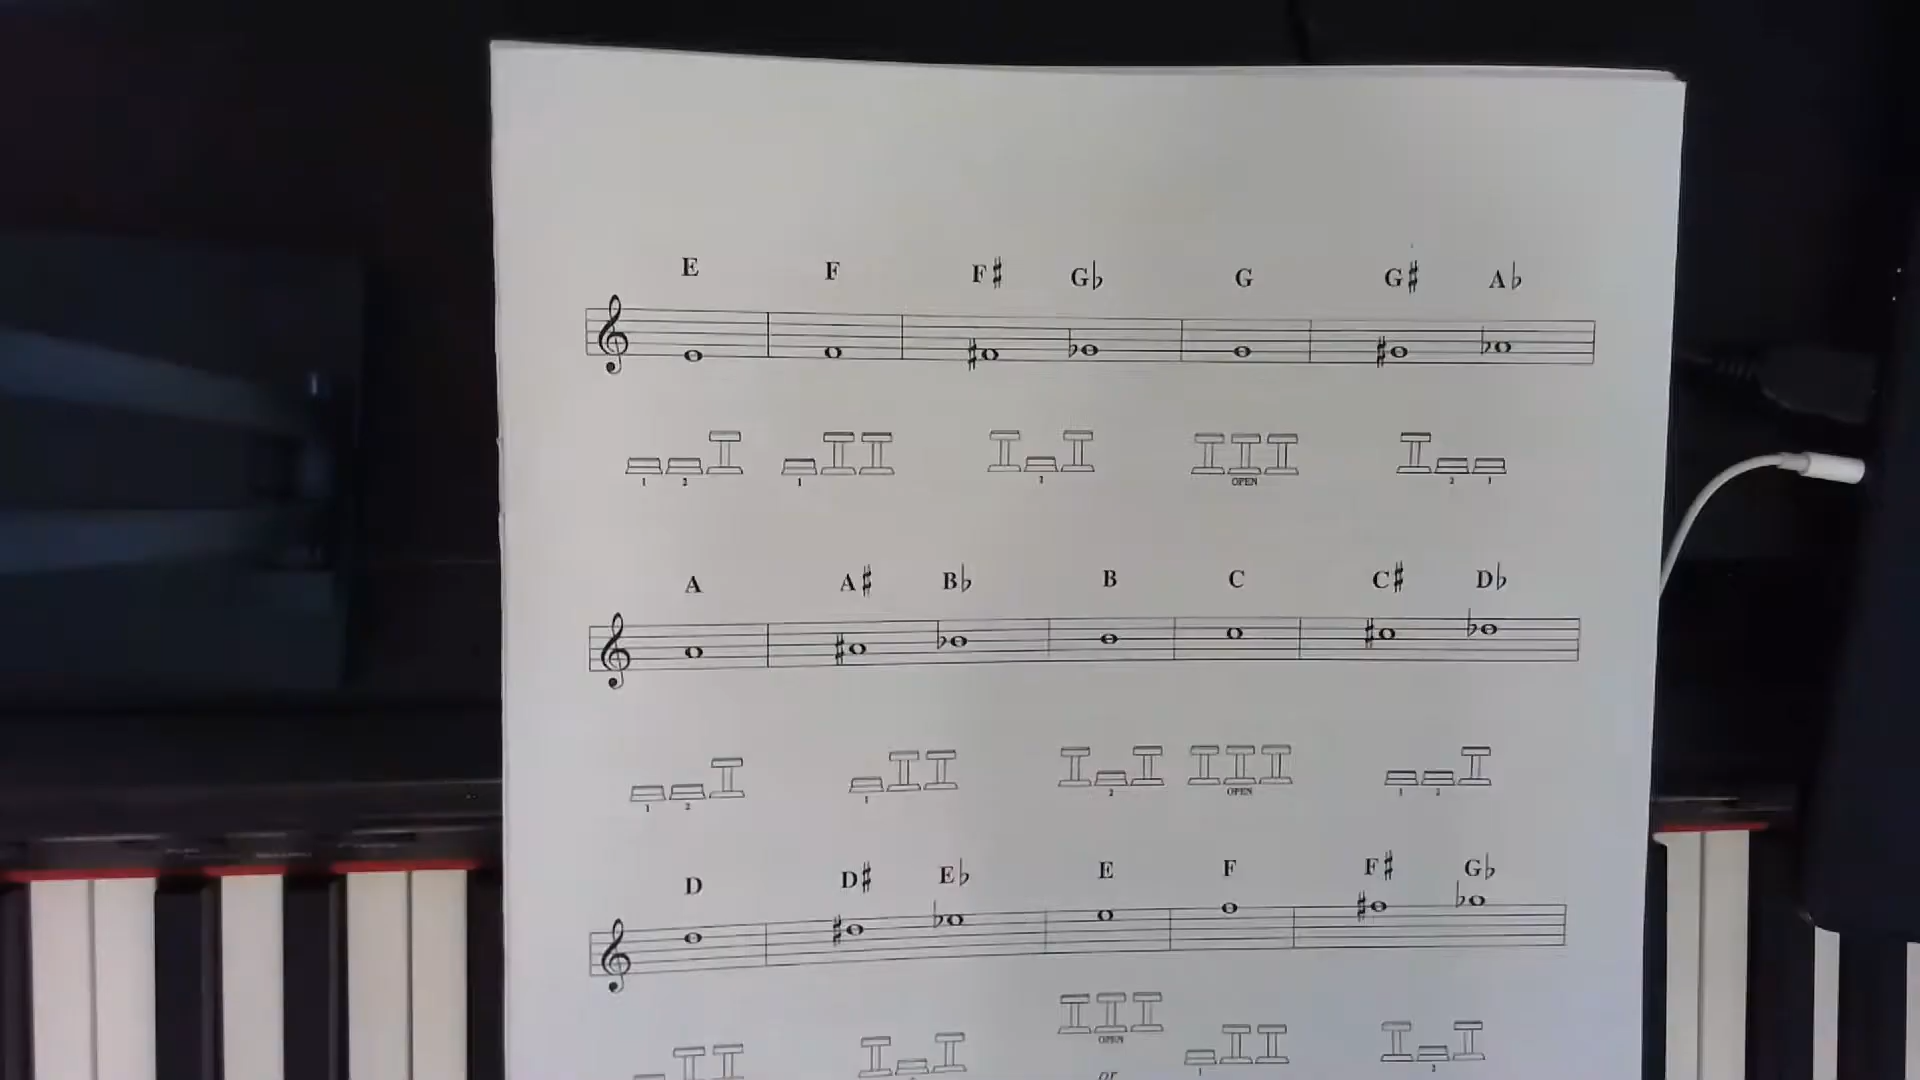 E F F♯ G♭ G G♯ A♭
1 2 1 2 OPEN 2 3
A A♯ B♭ B C C♯ D♭
1 2 1 2 OPEN 1 2
D D♯ E♭ E F F♯ G♭
OPEN 1 2
or